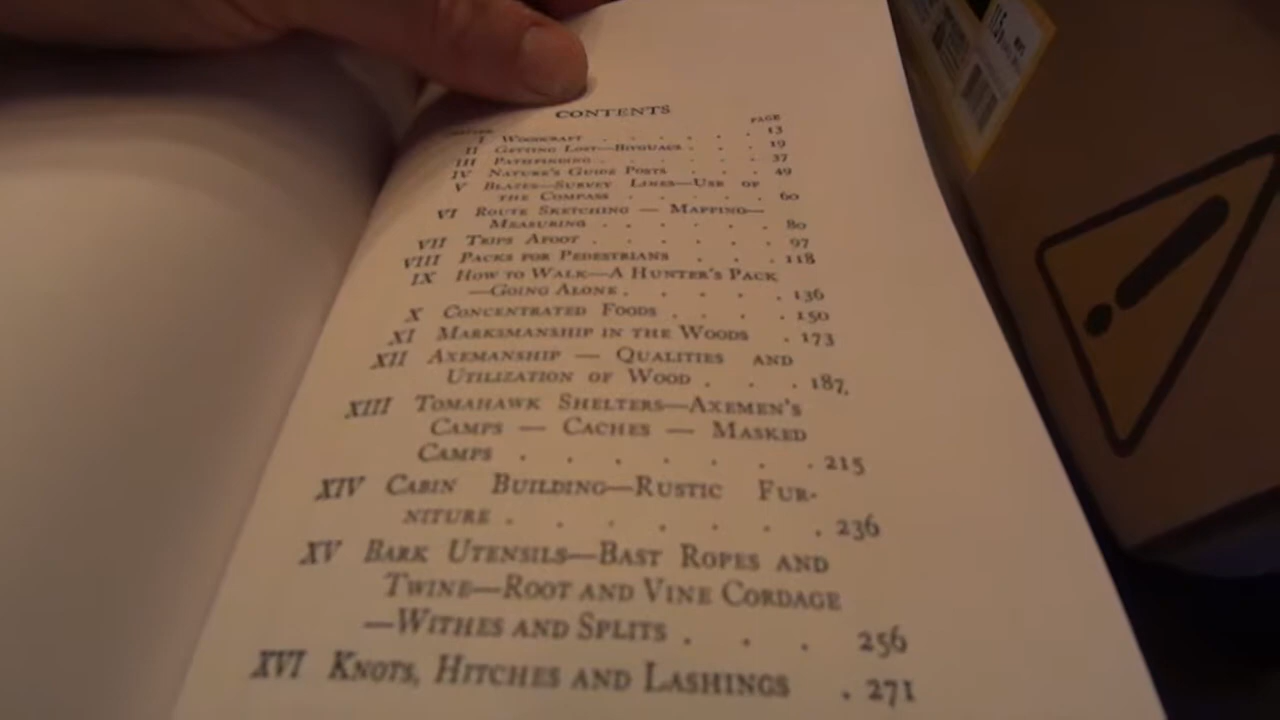 CONTENTS
PAGE
I WOODCRAFT . . . . . . 13
II GETTING LOST—BIVOUACS . . . 19
III PATHFINDING . . . . . . 37
IV NATURE'S GUIDE POSTS . . . . 49
V BLAZES—SURVEY LINES—USE OF
THE COMPASS . . . . . 60
VI ROUTE SKETCHING — MAPPING—
MEASURING . . . . . . 80
VII TRIPS AFOOT . . . . . . 97
VIII PACKS FOR PEDESTRIANS . . . 118
IX HOW TO WALK—A HUNTER'S PACK
—GOING ALONE . . . . . 136
X CONCENTRATED FOODS . . . . 150
XI MARKSMANSHIP IN THE WOODS . 173
XII AXEMANSHIP — QUALITIES AND
UTILIZATION OF WOOD . . . 187
XIII TOMAHAWK SHELTERS—AXEMEN'S
CAMPS — CACHES — MASKED
CAMPS . . . . . . . 215
XIV CABIN BUILDING—RUSTIC FUR-
NITURE . . . . . . . 236
XV BARK UTENSILS—BAST ROPES AND
TWINE—ROOT AND VINE CORDAGE
—WITHES AND SPLITS . . . 256
XVI KNOTS, HITCHES AND LASHINGS . 271